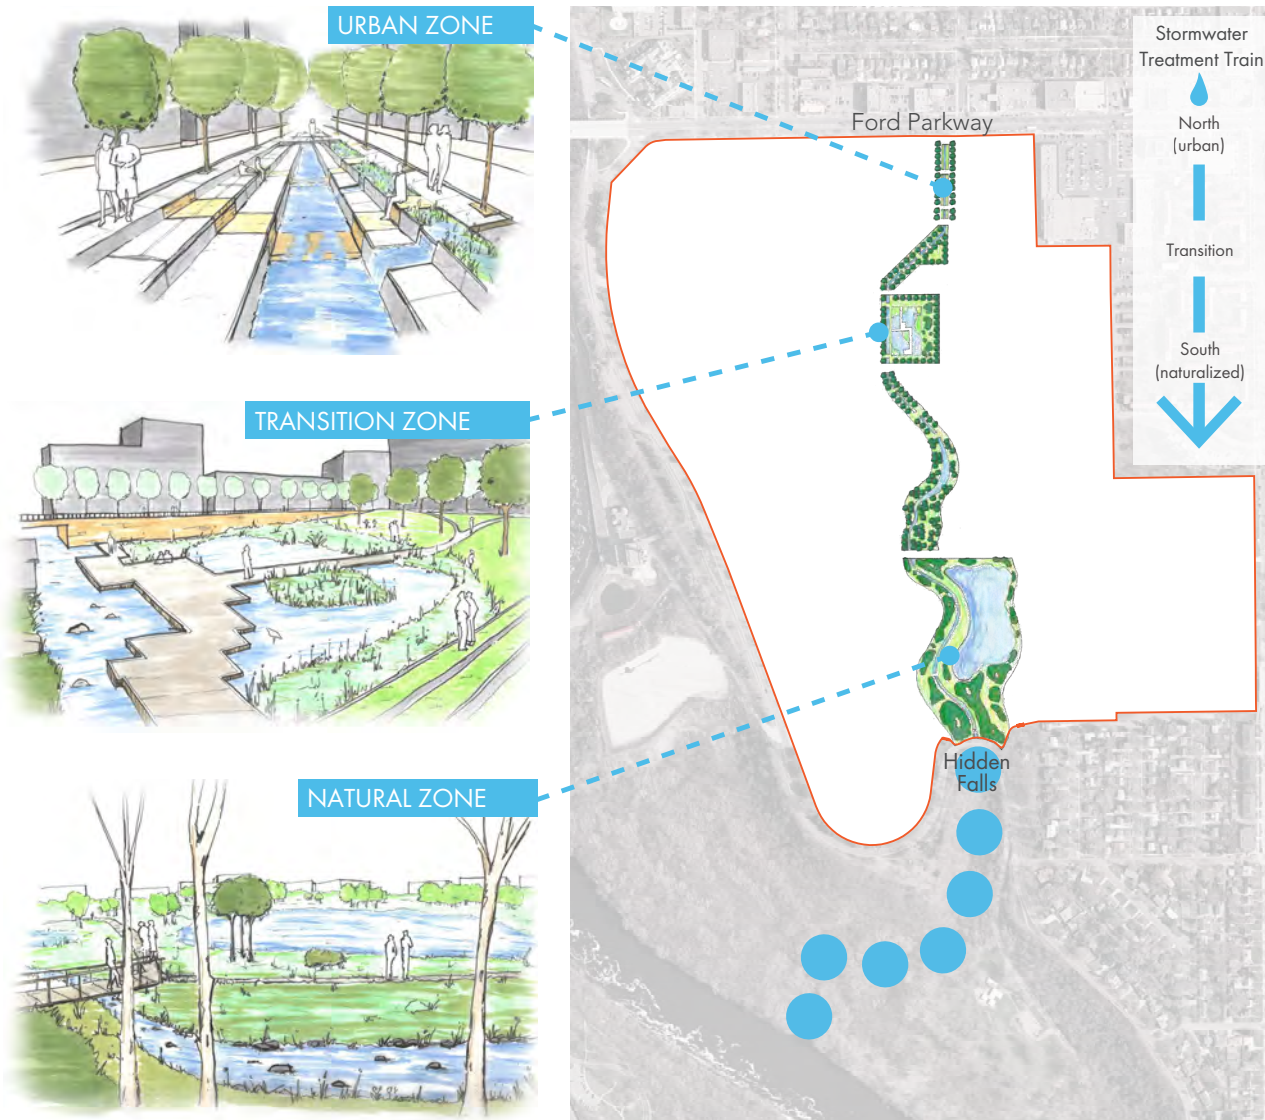 URBAN ZONE
TRANSITION ZONE
NATURAL ZONE
Ford Parkway
Hidden
Falls
Stormwater
Treatment Train
North
(urban)
Transition
South
(naturalized)